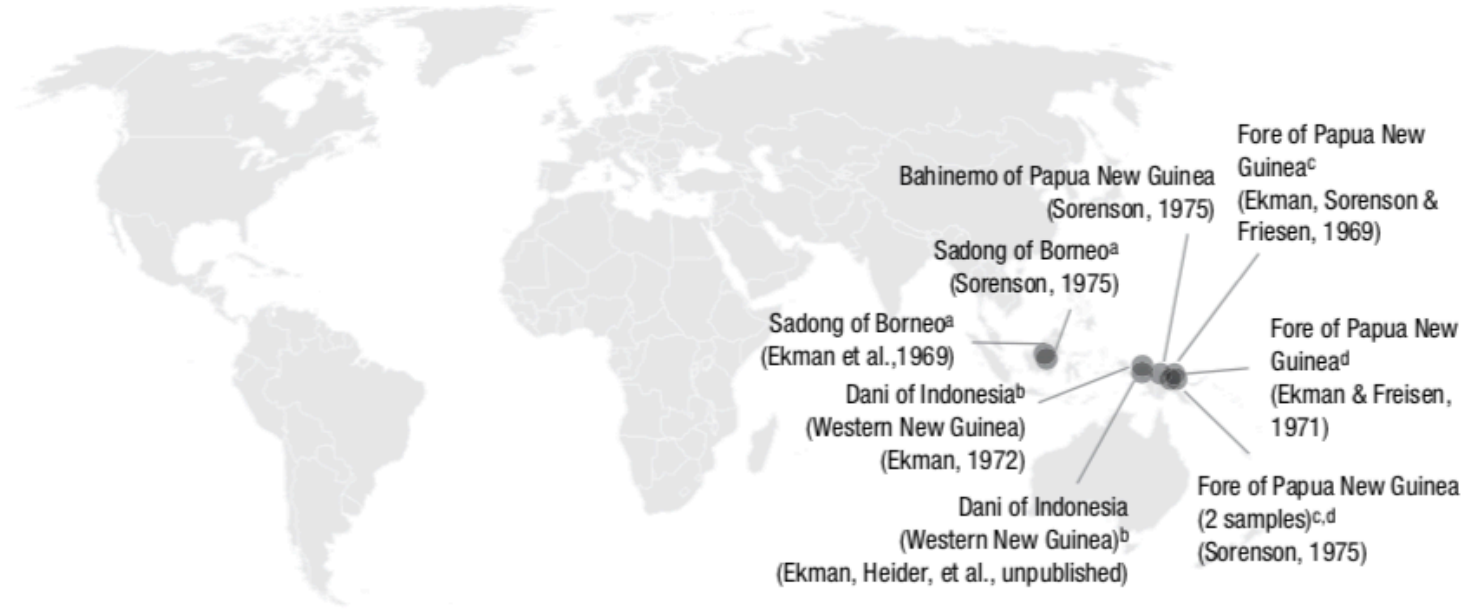 Fore of Papua New
Guineaᶜ
(Ekman, Sorenson &
Friesen, 1969)
Bahinemo of Papua New Guinea
(Sorenson, 1975)
Sadong of Borneoᵃ
(Sorenson, 1975)
Sadong of Borneoᵃ
(Ekman et al.,1969)
Fore of Papua New
Guineaᵈ
(Ekman & Freisen,
1971)
Dani of Indonesiaᵇ
(Western New Guinea)
(Ekman, 1972)
Dani of Indonesia
(Western New Guinea)ᵇ
(Ekman, Heider, et al., unpublished)
Fore of Papua New Guinea
(2 samples)ᶜ,ᵈ
(Sorenson, 1975)